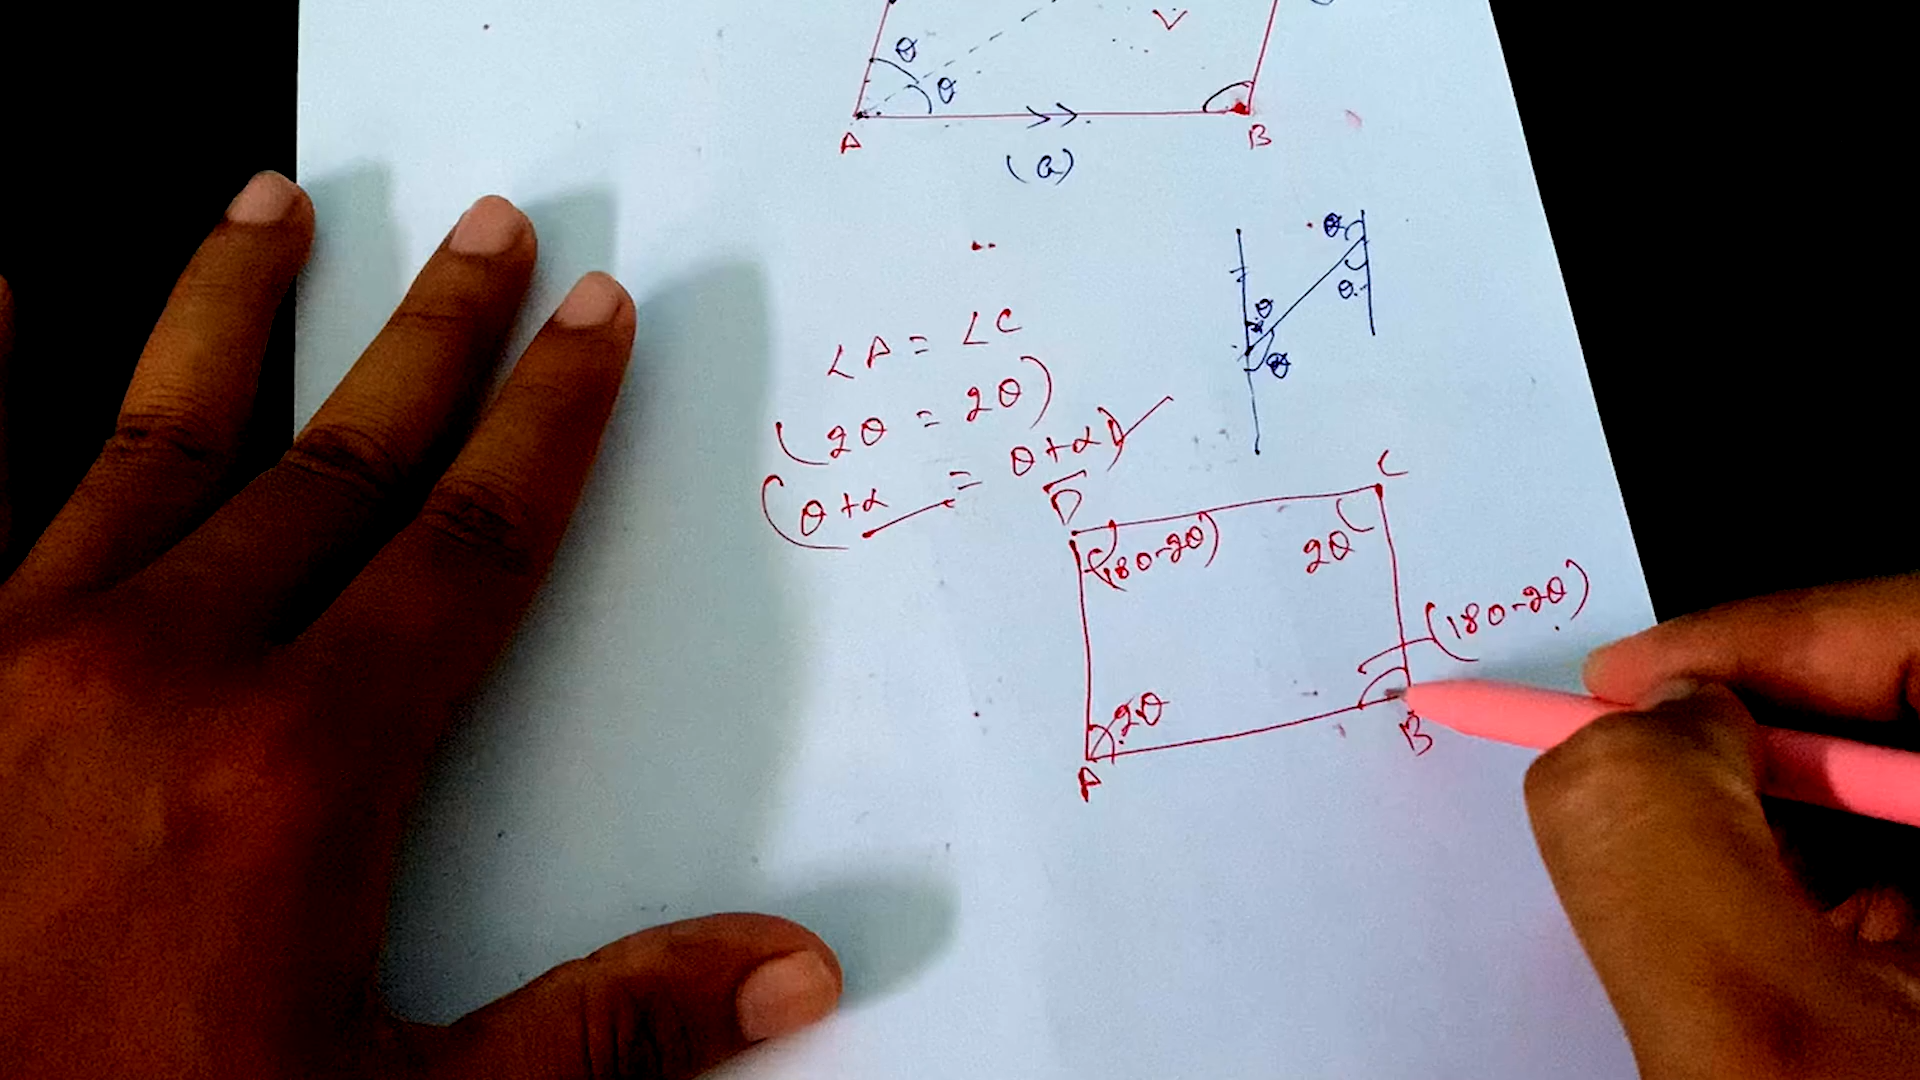 θ
θ
A
B
(a)
θ
θ
θ
θ
∠A = ∠C
(2θ = 2θ)
(θ+α = θ+α)
D
C
(180-2θ)
2θ
(180-2θ)
2θ
A
B